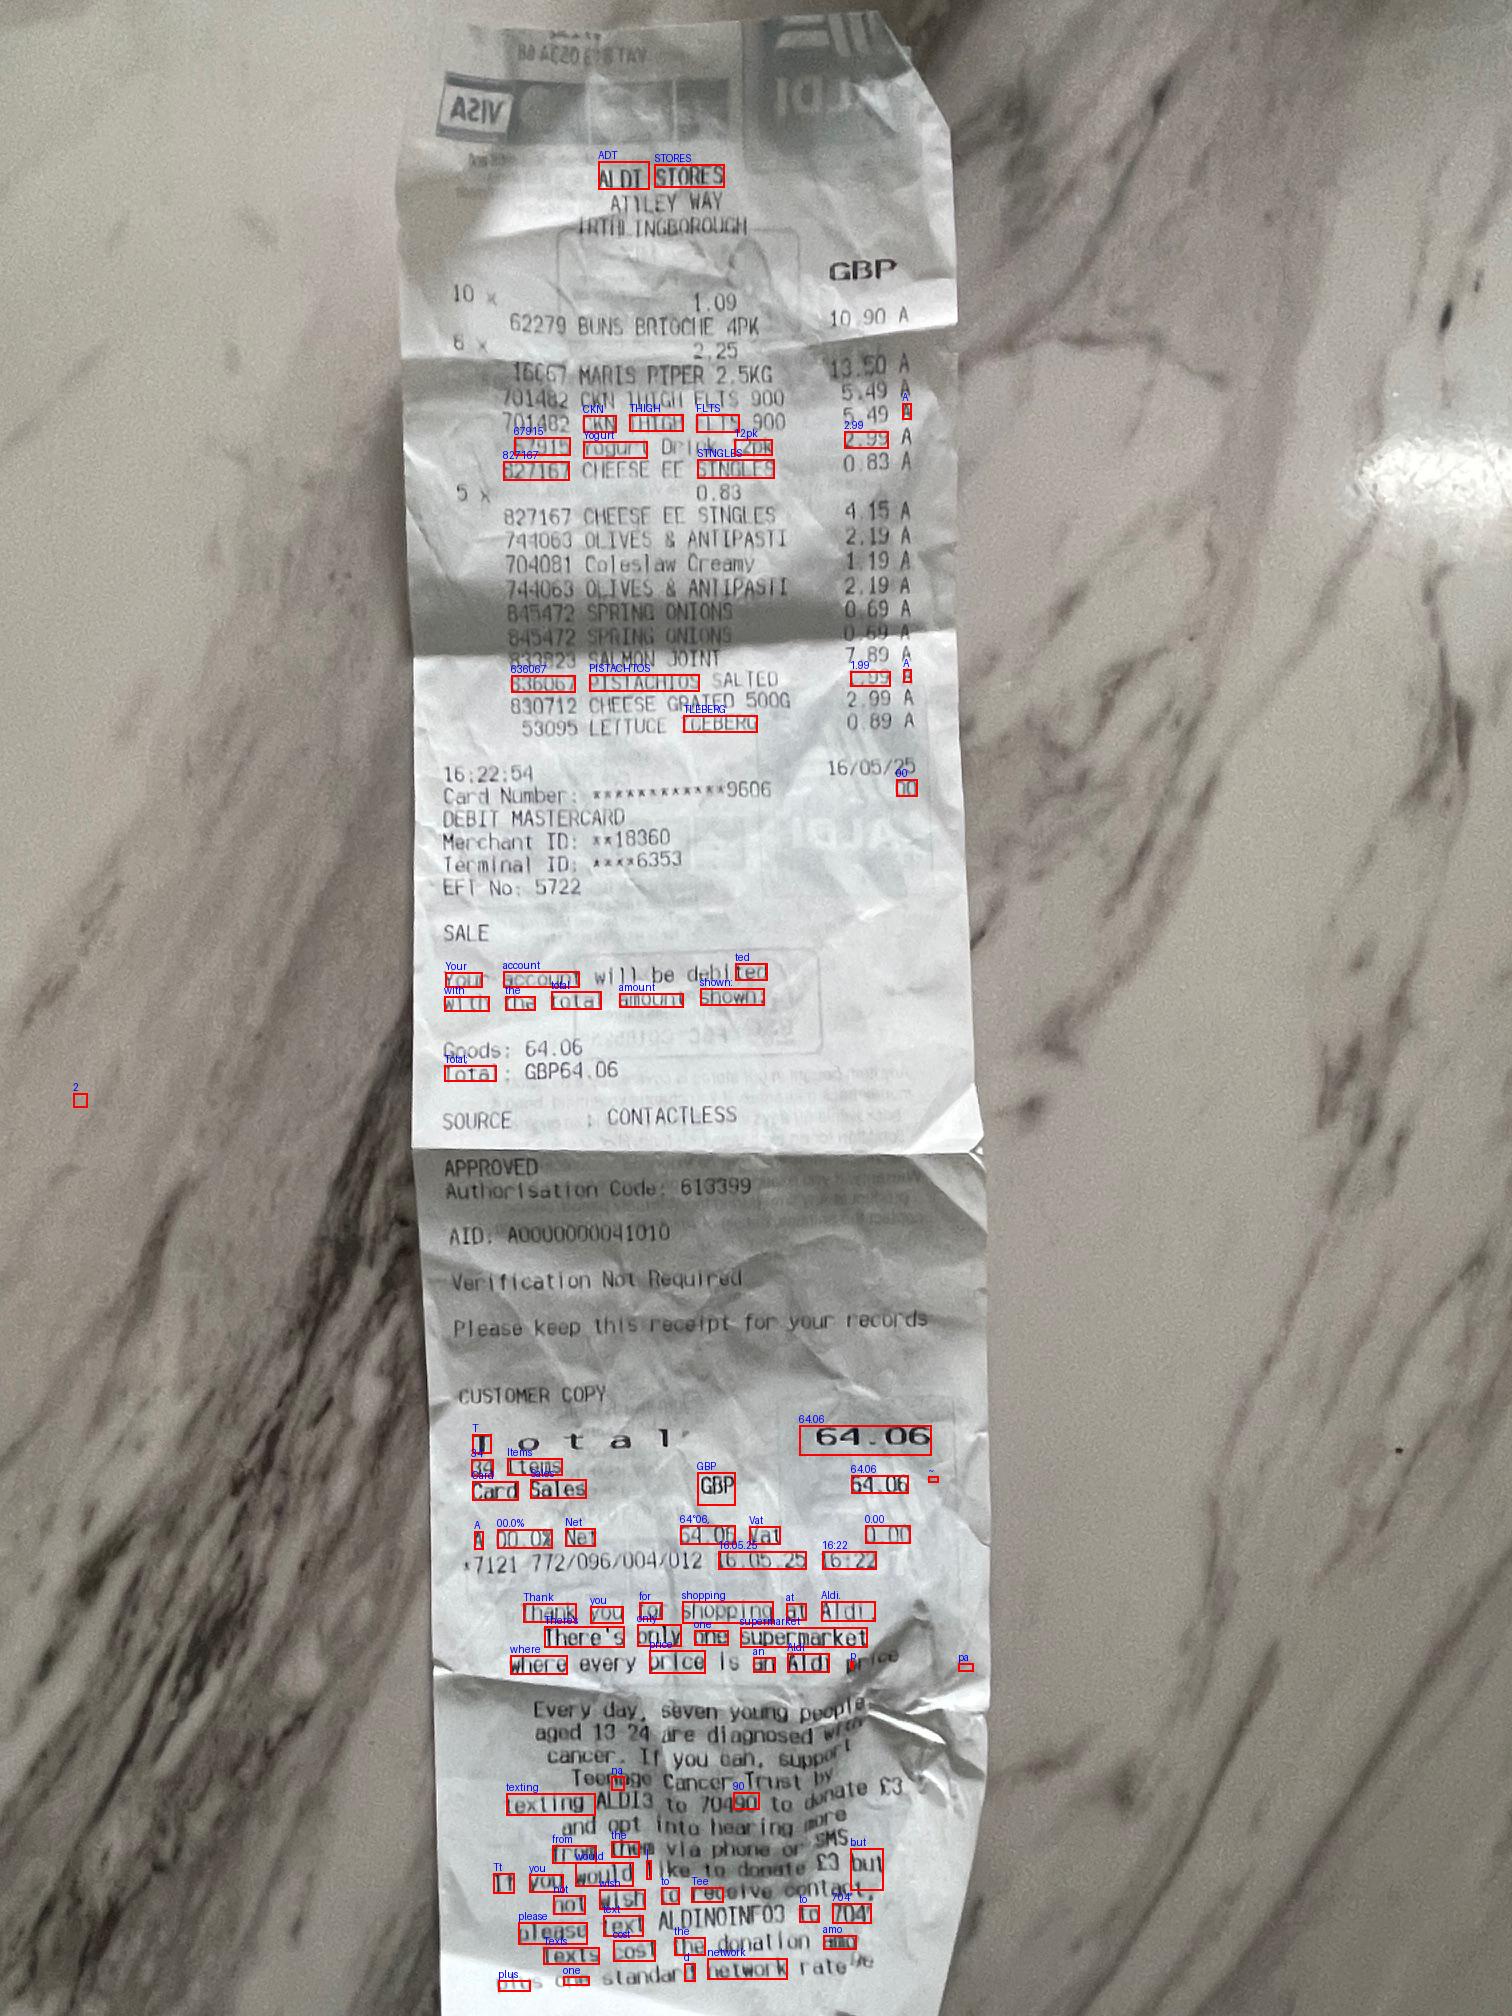 VISA
ALDI STORES
ATTLEY WAY
IRTHLINGBOROUGH
GBP
10 x 1.09
62279 BUNS BRIOCHE 4PK 10.90 A
6 x 2.25
16667 MARIS PIPER 2.5KG 13.50 A
701482 CKN THIGH FLTS 900 5.49 A
701482 CKN THIGH FLTS 900 5.49 A
67915 Yogurt Drink 12pk 2.99 A
827167 CHEESE EE SINGLES 0.83 A
5 x 0.83
827167 CHEESE EE SINGLES 4.15 A
744063 OLIVES & ANTIPASTI 2.19 A
704081 Coleslaw Creamy 1.19 A
744063 OLIVES & ANTIPASTI 2.19 A
845472 SPRING ONIONS 0.69 A
845472 SPRING ONIONS 0.69 A
833823 SALMON JOINT 7.89 A
836067 PISTACHIOS SALTED 1.99 A
830712 CHEESE GRATED 500G 2.99 A
53095 LETTUCE ICEBERG 0.89 A
16:22:54 16/05/25
Card Number: ************9606 00
DEBIT MASTERCARD
Merchant ID: **18360
Terminal ID: ****6353
EFT No: 5722
SALE
Your account will be debited
with the total amount shown:
Goods: 64.06
Total: GBP64.06
SOURCE : CONTACTLESS
APPROVED
Authorisation Code: 613399
AID: A0000000041010
Verification Not Required
Please keep this receipt for your records
CUSTOMER COPY
Total 64.06
34 Items
Card Sales GBP 64.06
A 00.0% Net 64.06 Vat 0.00
*7121 772/096/004/012 16.05.25 16:22
Thank you for shopping at Aldi.
There's only one supermarket
where every price is an Aldi price
Every day, seven young people
aged 13-24 are diagnosed with
cancer. If you can, support
Teenage Cancer Trust by
texting ALDI3 to 70490 to donate £3
and opt into hearing more
from them via phone or SMS
If you would like to donate £3 but
not wish to receive contact,
please text ALDINOINFO3 to 704
Texts cost the donation amo
plus one standard network rate